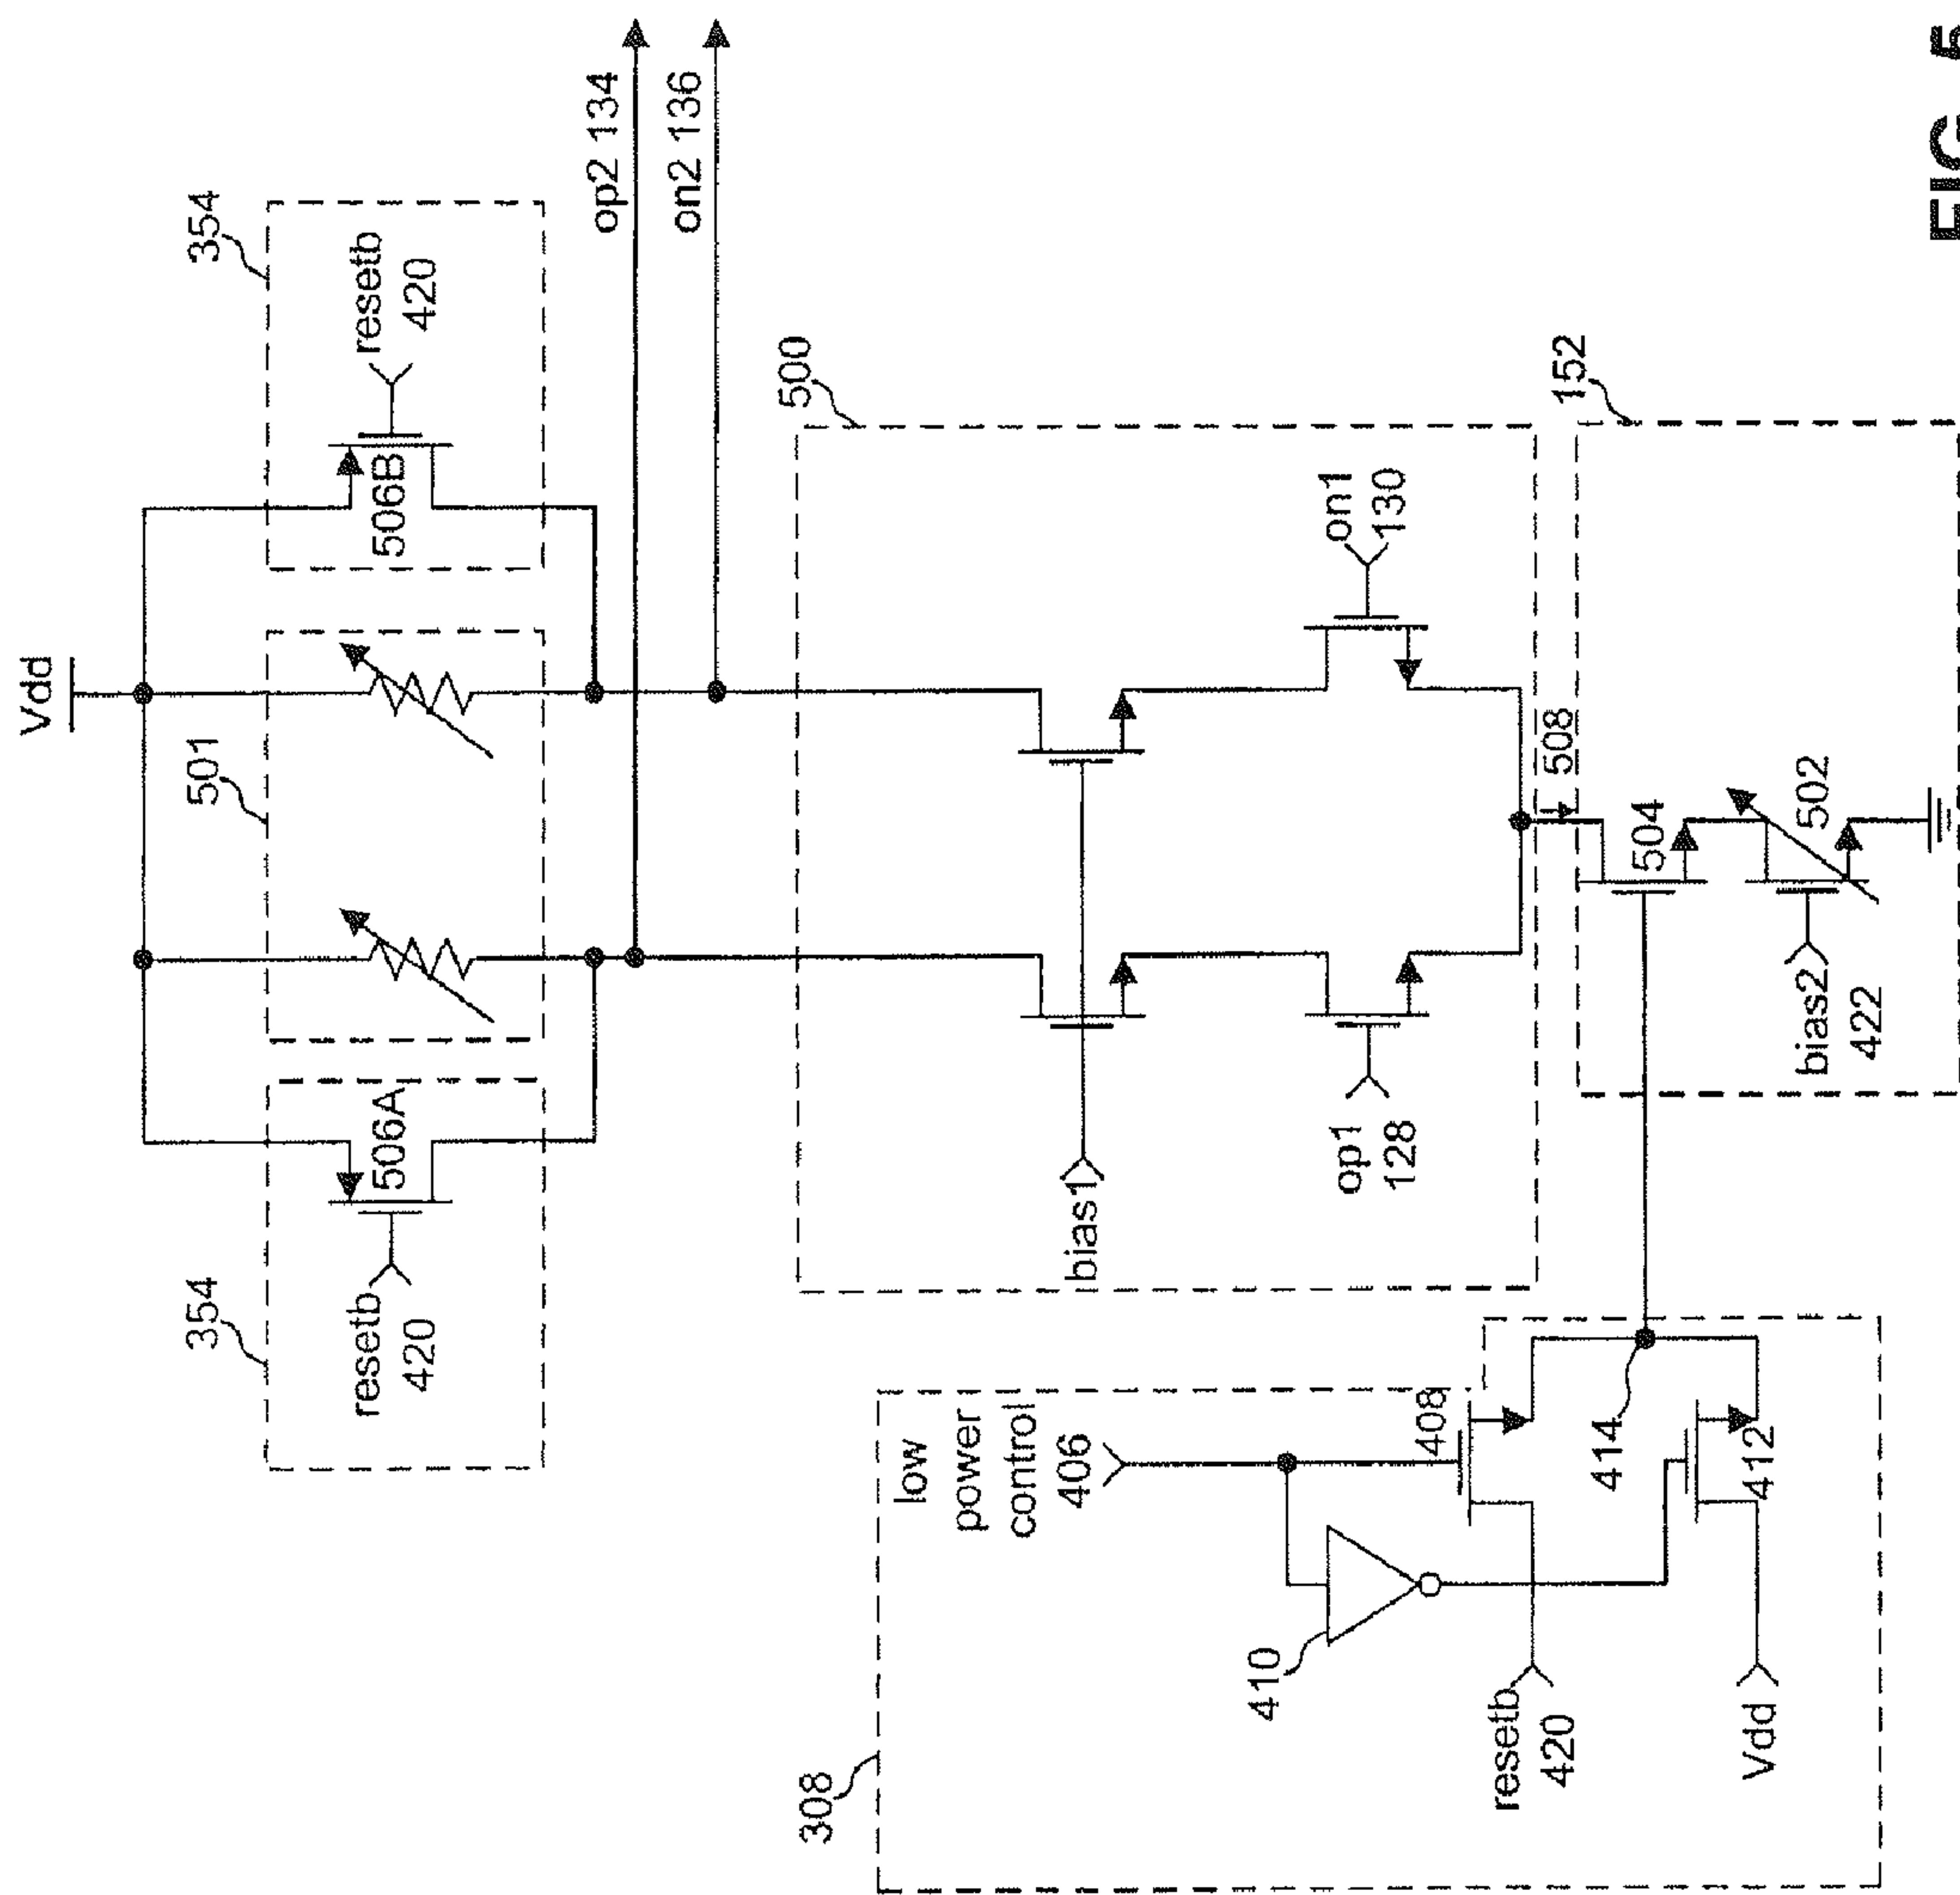 Vdd
354
506A
resetb
420
501
354
506B
resetb
420
op2 134
on2 136
500
bias1
op1
128
on1
130
508
152
504
502
bias2
422
308
low
power
control
406
408
410
412
414
resetb
420
Vdd
FIG. 5